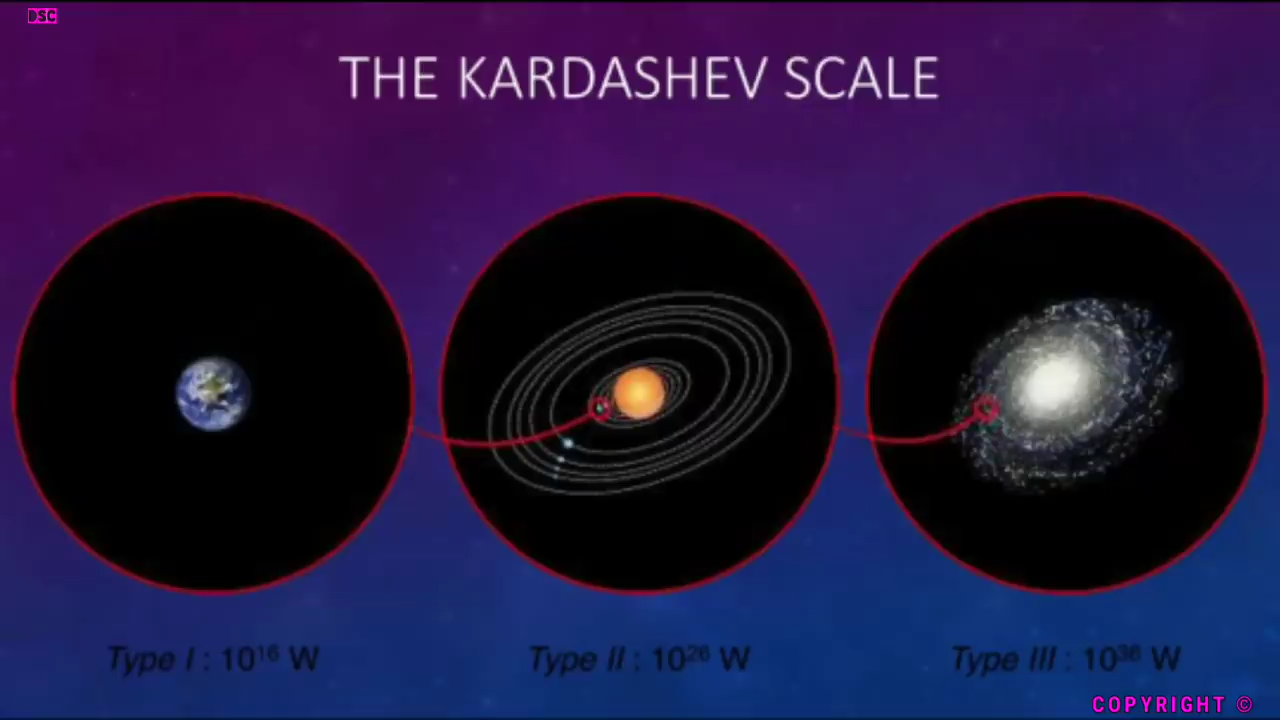 DSC
THE KARDASHEV SCALE
Type I : 10¹⁶ W
Type II : 10²⁶ W
Type III : 10³⁶ W
COPYRIGHT ©